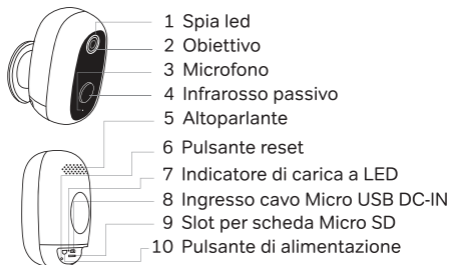 1 Spia led
2 Obiettivo
3 Microfono
4 Infrarosso passivo
5 Altoparlante
6 Pulsante reset
7 Indicatore di carica a LED
8 Ingresso cavo Micro USB DC-IN
9 Slot per scheda Micro SD
10 Pulsante di alimentazione